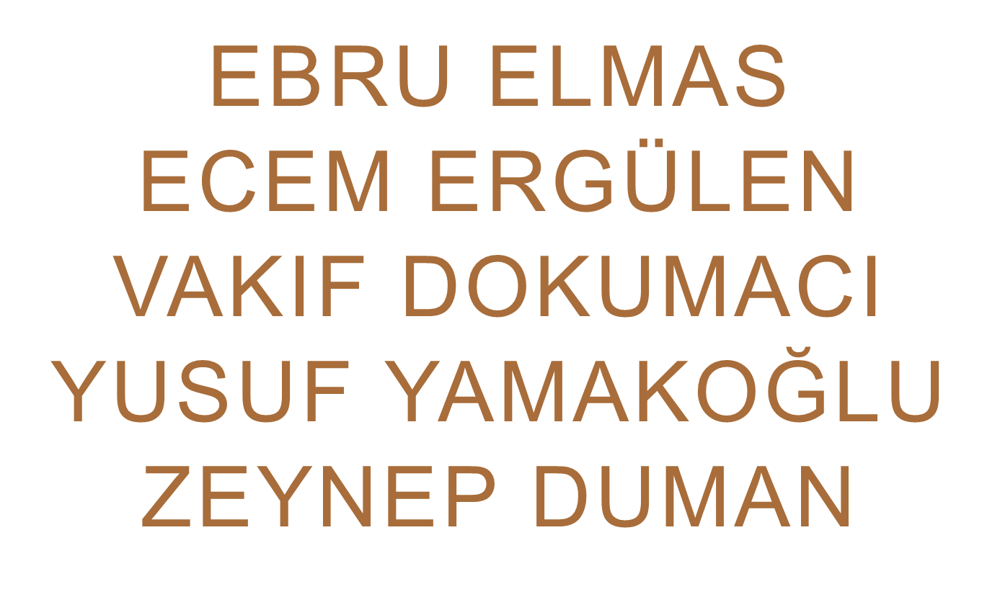 EBRU ELMAS
ECEM ERGÜLEN
VAKIF DOKUMACI
YUSUF YAMAKOĞLU
ZEYNEP DUMAN